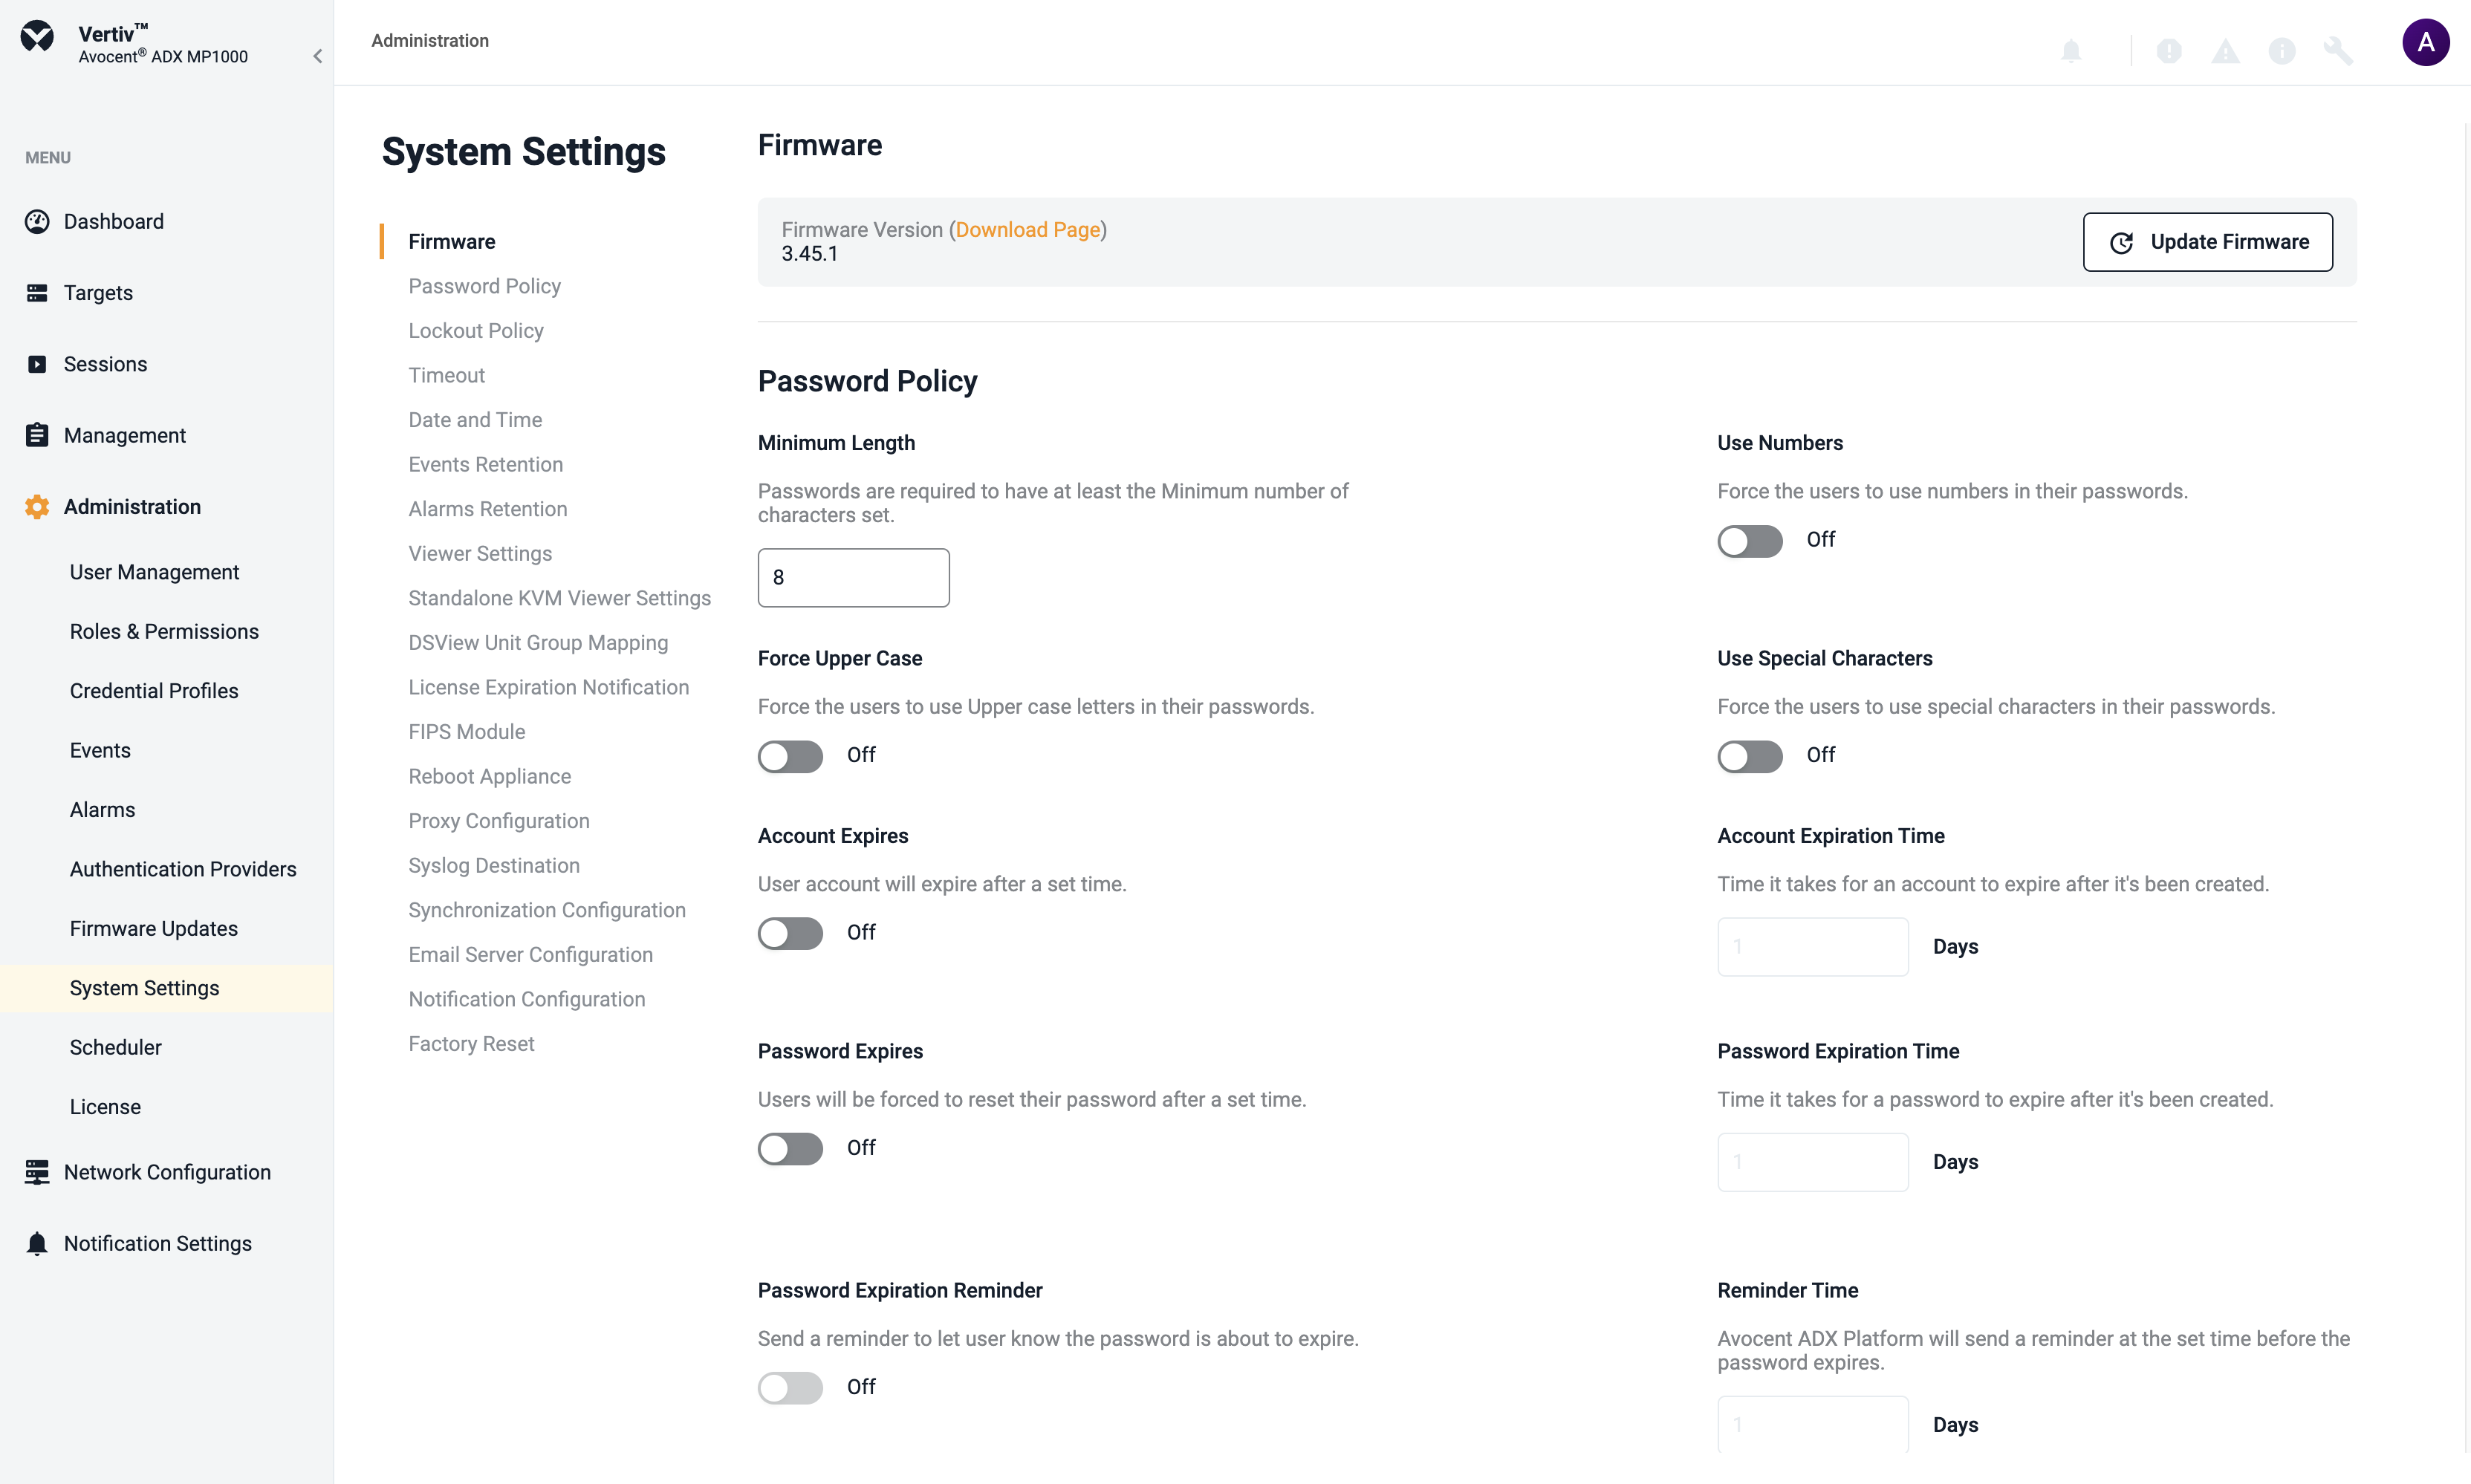 Vertiv™
Avocent® ADX MP1000
MENU
Dashboard
Targets
Sessions
Management
Administration
User Management
Roles & Permissions
Credential Profiles
Events
Alarms
Authentication Providers
Firmware Updates
System Settings
Scheduler
License
Network Configuration
Notification Settings
Administration
A
System Settings
Firmware
Password Policy
Lockout Policy
Timeout
Date and Time
Events Retention
Alarms Retention
Viewer Settings
Standalone KVM Viewer Settings
DSView Unit Group Mapping
License Expiration Notification
FIPS Module
Reboot Appliance
Proxy Configuration
Syslog Destination
Synchronization Configuration
Email Server Configuration
Notification Configuration
Factory Reset
Firmware
Firmware Version (Download Page)
3.45.1
Update Firmware
Password Policy
Minimum Length
Passwords are required to have at least the Minimum number of
characters set.
8
Use Numbers
Force the users to use numbers in their passwords.
Off
Force Upper Case
Force the users to use Upper case letters in their passwords.
Off
Use Special Characters
Force the users to use special characters in their passwords.
Off
Account Expires
User account will expire after a set time.
Off
Account Expiration Time
Time it takes for an account to expire after it's been created.
1 Days
Password Expires
Users will be forced to reset their password after a set time.
Off
Password Expiration Time
Time it takes for a password to expire after it's been created.
1 Days
Password Expiration Reminder
Send a reminder to let user know the password is about to expire.
Off
Reminder Time
Avocent ADX Platform will send a reminder at the set time before the
password expires.
1 Days